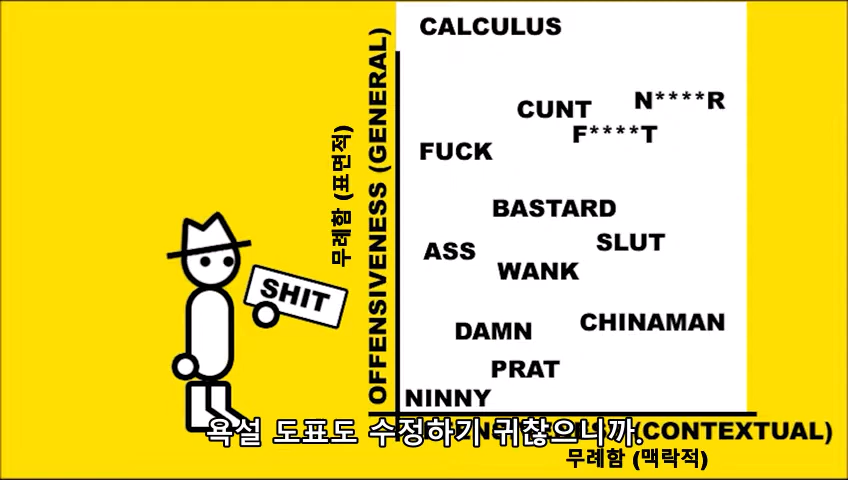 CALCULUS
N****R
CUNT
F****T
FUCK
BASTARD
SLUT
ASS
WANK
CHINAMAN
DAMN
PRAT
NINNY
SHIT
OFFENSIVENESS (GENERAL)
무례함 (표면적)
(CONTEXTUAL)
무례함 (맥락적)
욕설 도표도 수정하기 귀찮으니까.